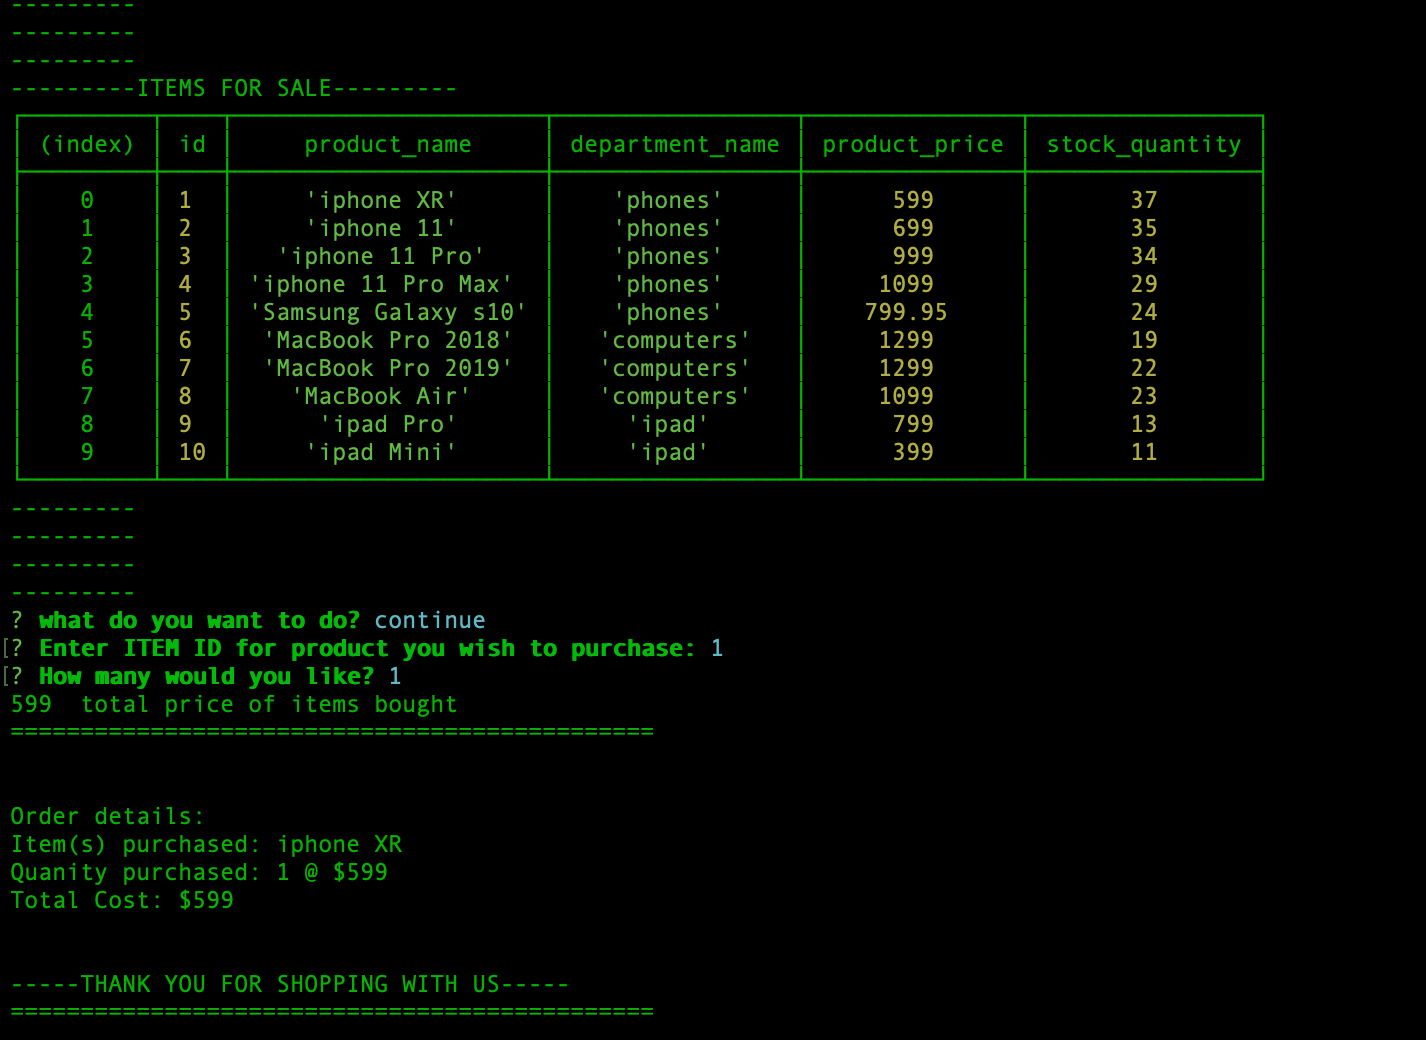 ---------
---------
---------
---------ITEMS FOR SALE---------
(index) id product_name department_name product_price stock_quantity
0 1 'iphone XR' 'phones' 599 37
1 2 'iphone 11' 'phones' 699 35
2 3 'iphone 11 Pro' 'phones' 999 34
3 4 'iphone 11 Pro Max' 'phones' 1099 29
4 5 'Samsung Galaxy s10' 'phones' 799.95 24
5 6 'MacBook Pro 2018' 'computers' 1299 19
6 7 'MacBook Pro 2019' 'computers' 1299 22
7 8 'MacBook Air' 'computers' 1099 23
8 9 'ipad Pro' 'ipad' 799 13
9 10 'ipad Mini' 'ipad' 399 11
---------
---------
---------
---------
? what do you want to do? continue
[? Enter ITEM ID for product you wish to purchase: 1
[? How many would you like? 1
599  total price of items bought
==============================================
Order details:
Item(s) purchased: iphone XR
Quanity purchased: 1 @ $599
Total Cost: $599
-----THANK YOU FOR SHOPPING WITH US-----
==============================================